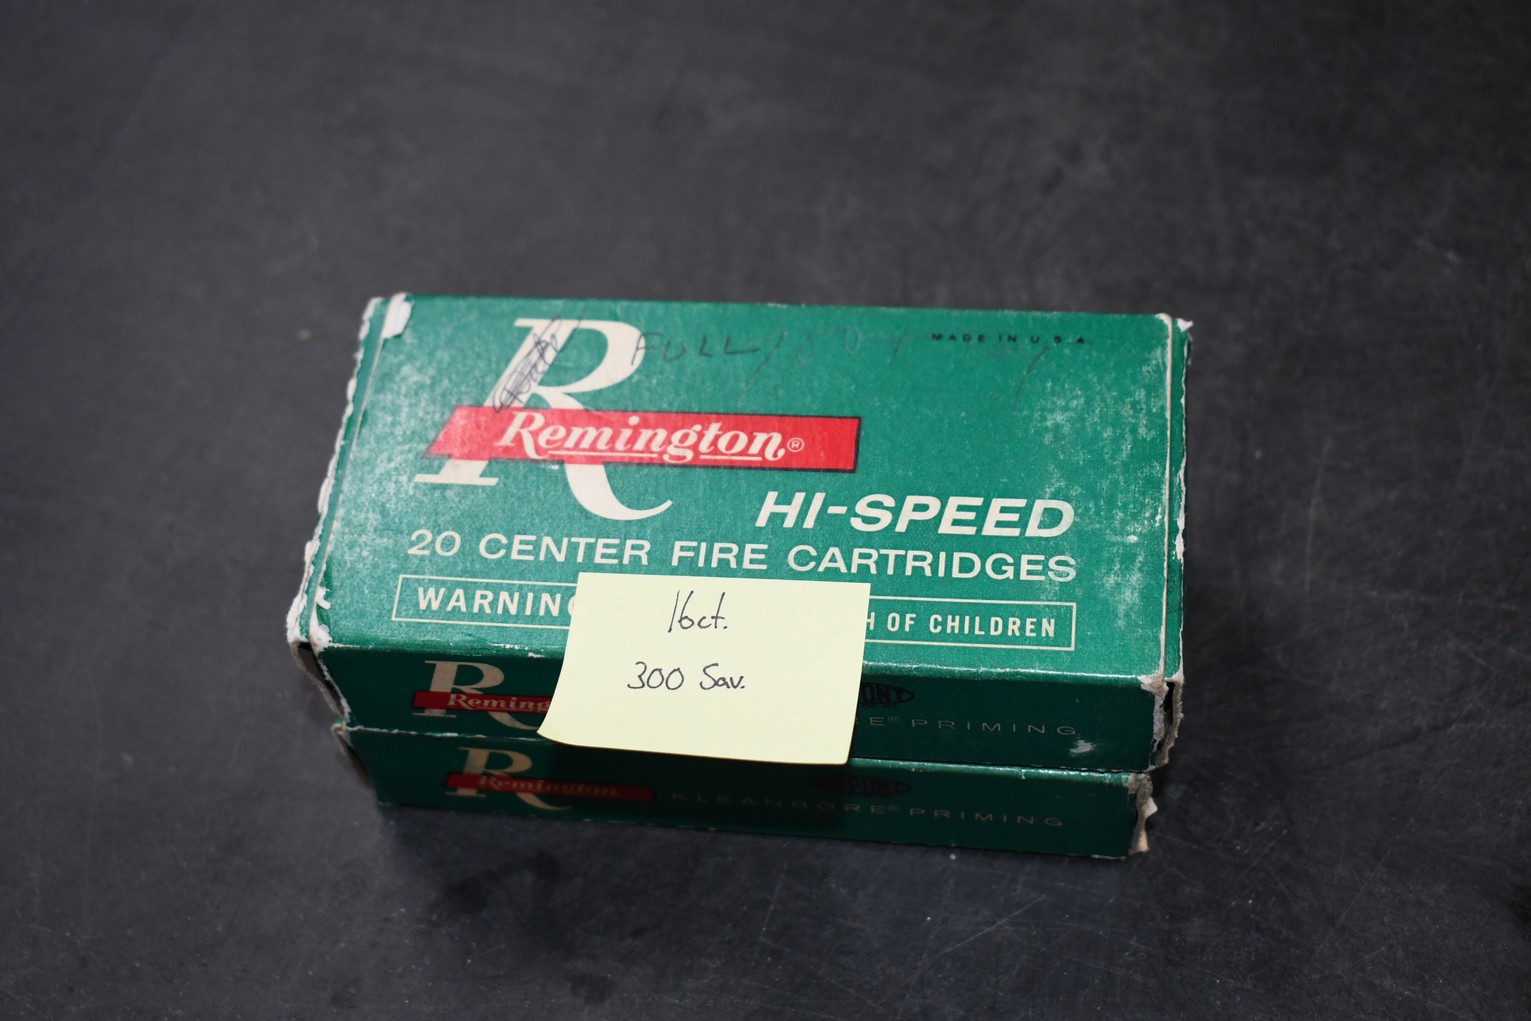 FULL
MADE IN U.S.A.
R
Remington®
HI-SPEED
20 CENTER FIRE CARTRIDGES
WARNING
OF CHILDREN
16ct.
300 Sav.
R
PRIMING
R
Remington
KLEANBORE® PRIMING